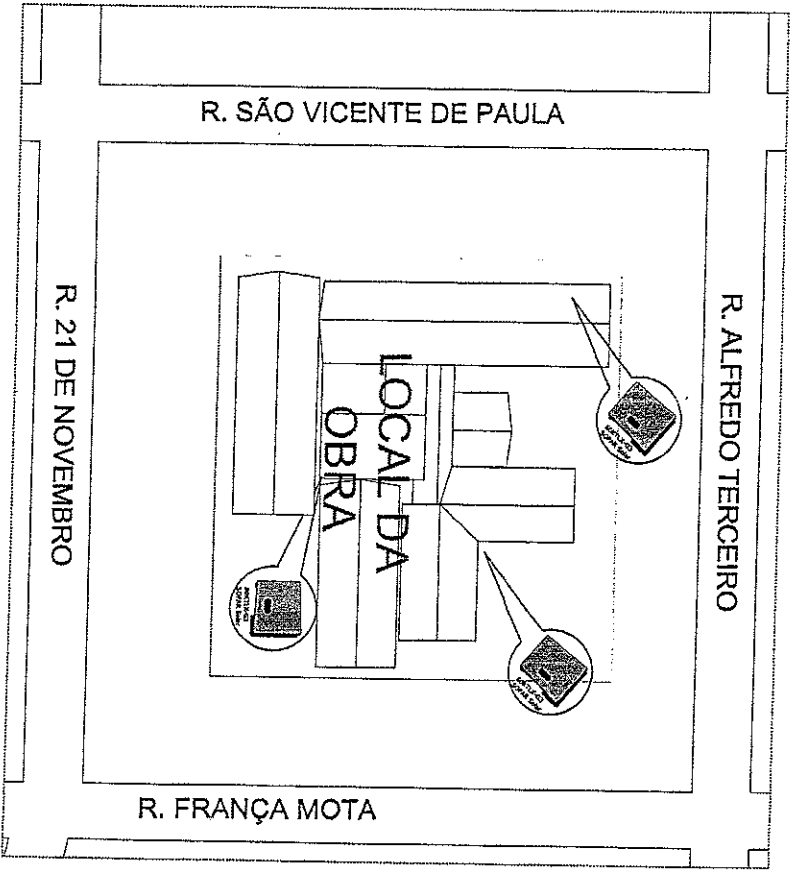 R. SÃO VICENTE DE PAULA
R. ALFREDO TERCEIRO
R. 21 DE NOVEMBRO
LOCAL DA
OBRA
R. FRANÇA MOTA